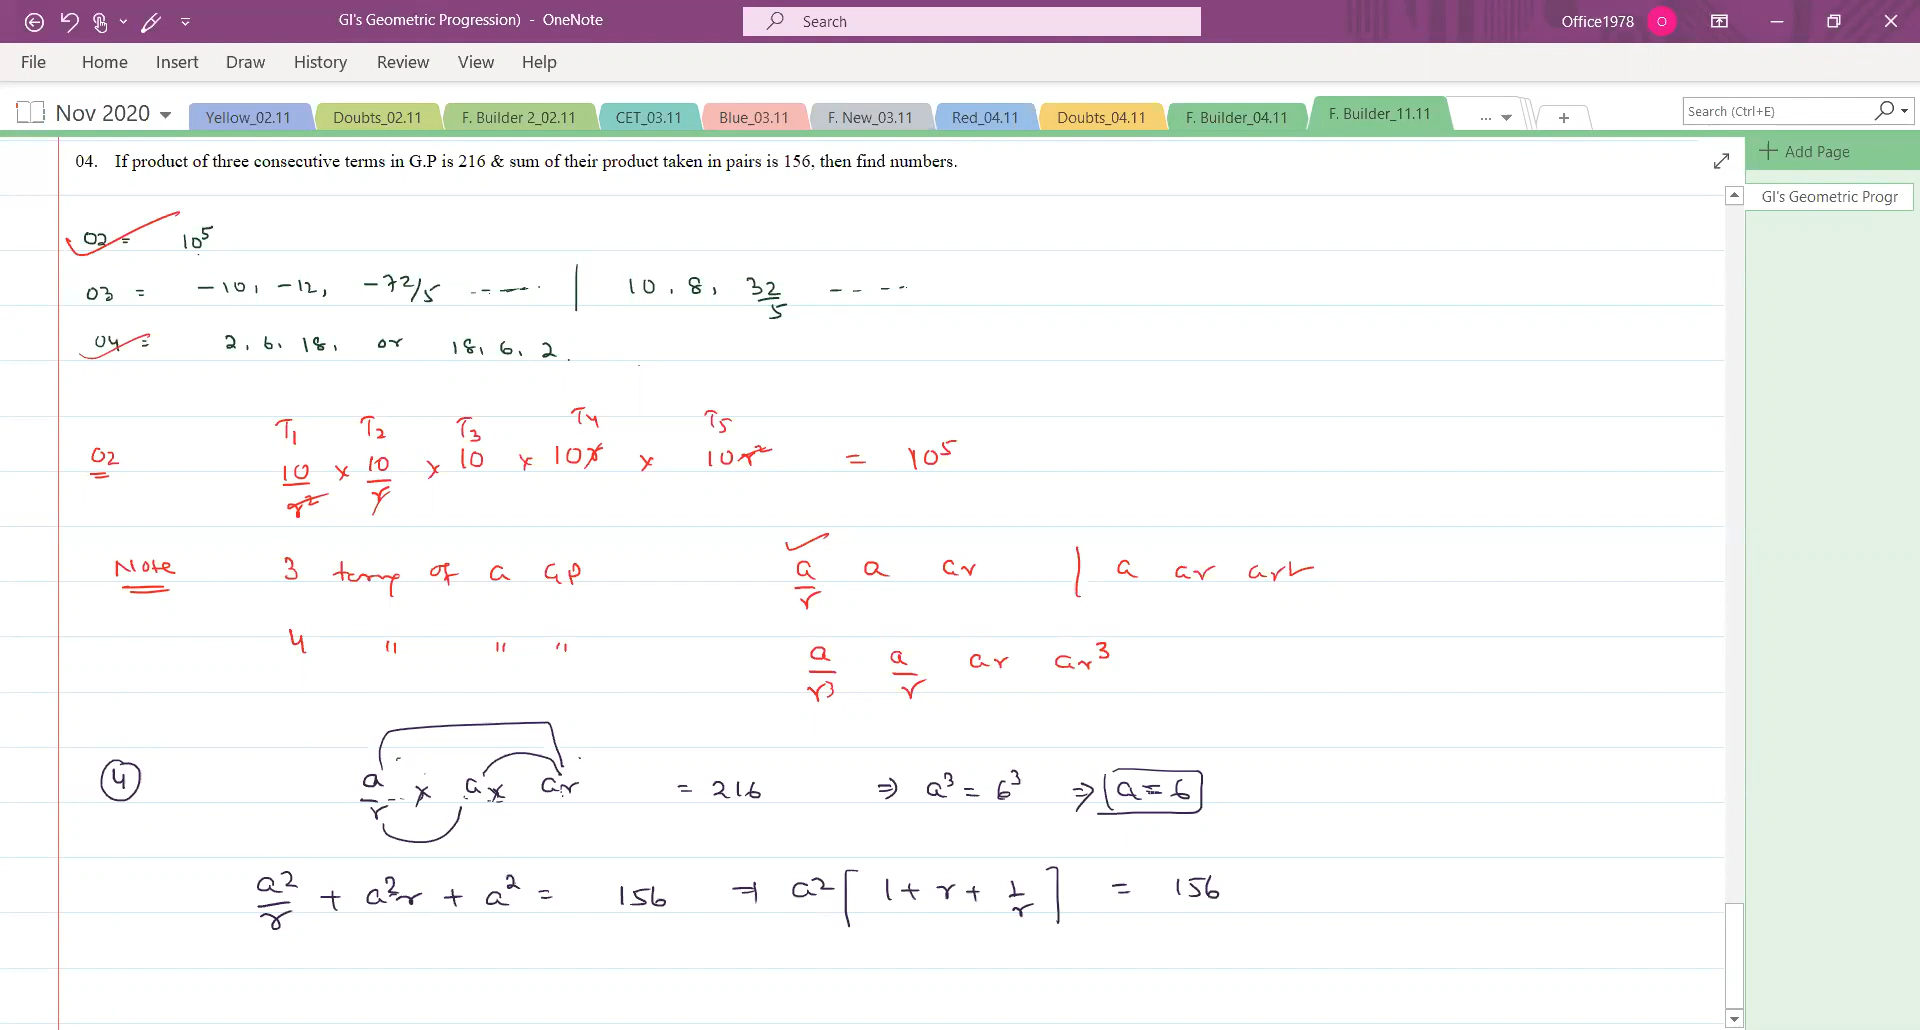 GI's Geometric Progression) - OneNote
Search
Office1978
O
File Home Insert Draw History Review View Help
Nov 2020
Yellow_02.11 Doubts_02.11 F. Builder 2_02.11 CET_03.11 Blue_03.11 F. New_03.11 Red_04.11 Doubts_04.11 F. Builder_04.11 F. Builder_11.11 ... +
Search (Ctrl+E)
+ Add Page
GI's Geometric Progr
04. If product of three consecutive terms in G.P is 216 & sum of their product taken in pairs is 156, then find numbers.
02 = 10⁵
03 = -10, -12, -72/5 ------ | 10, 8, 32/5 ----
04 = 2, 6, 18, or 18, 6, 2.
T₁ T₂ T₃ T₄ T₅
02 10/r² × 10/r × 10 × 10r × 10r² = 10⁵
Note 3 terms of a GP a/r a ar | a ar ar²
4 " " " a/r³ a/r ar ar³
4 a/r × a × ar = 216 ⇒ a³ = 6³ ⇒ a = 6
a²/r + a²r + a² = 156 ⇒ a² [ 1 + r + 1/r ] = 156